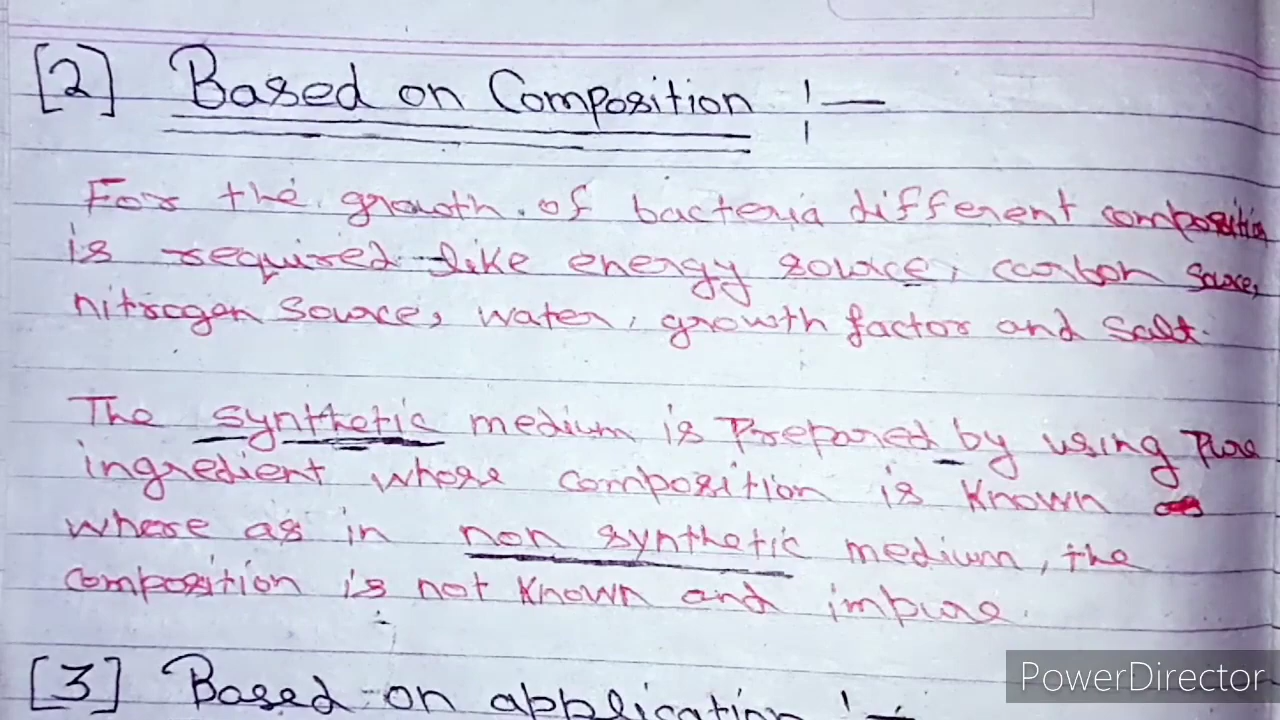 [2] Based on Composition :-
For the growth of bacteria different composition
is required like energy source, carbon source,
nitrogen source, water, growth factor and salt.
The synthetic medium is Prepared by using Pure
ingredient whose composition is known
where as in non synthetic medium, the
composition is not known and impure.
[3] Based on application :-
PowerDirector